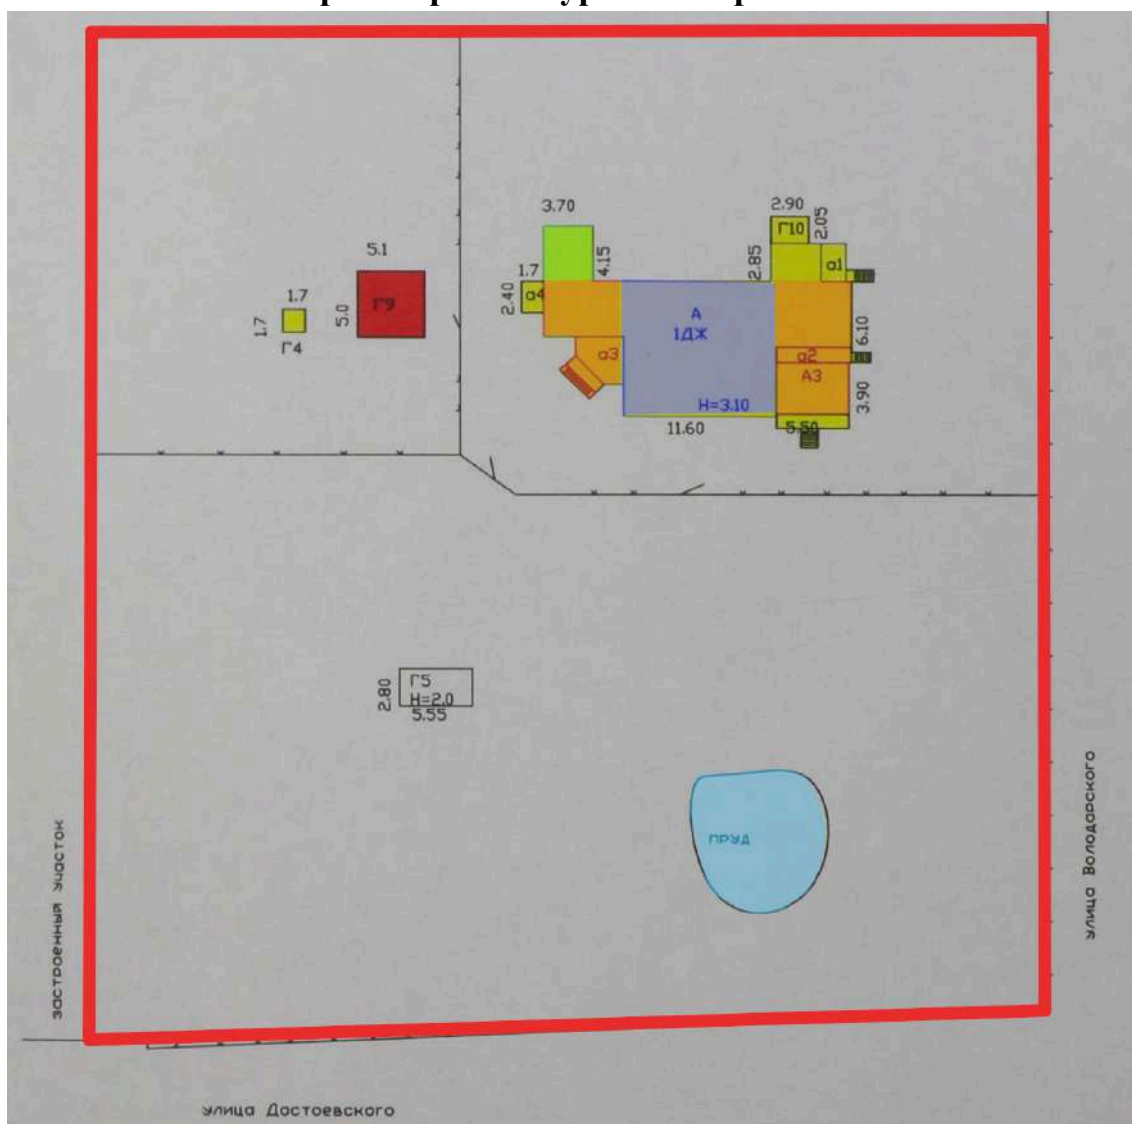 3.70
2.90
Г10
2.05
5.1
1.7
4.15
2.85
а1
2.40
а4
1.7
5.0
Г9
А
1ДЖ
6.10
1.7
Г4
а3
а2
А3
Н=3.10
3.90
11.60
5.50
Г5
2.80
Н=2.0
5.55
ПРУД
застроенный участок
улица Володарского
улица Достоевского